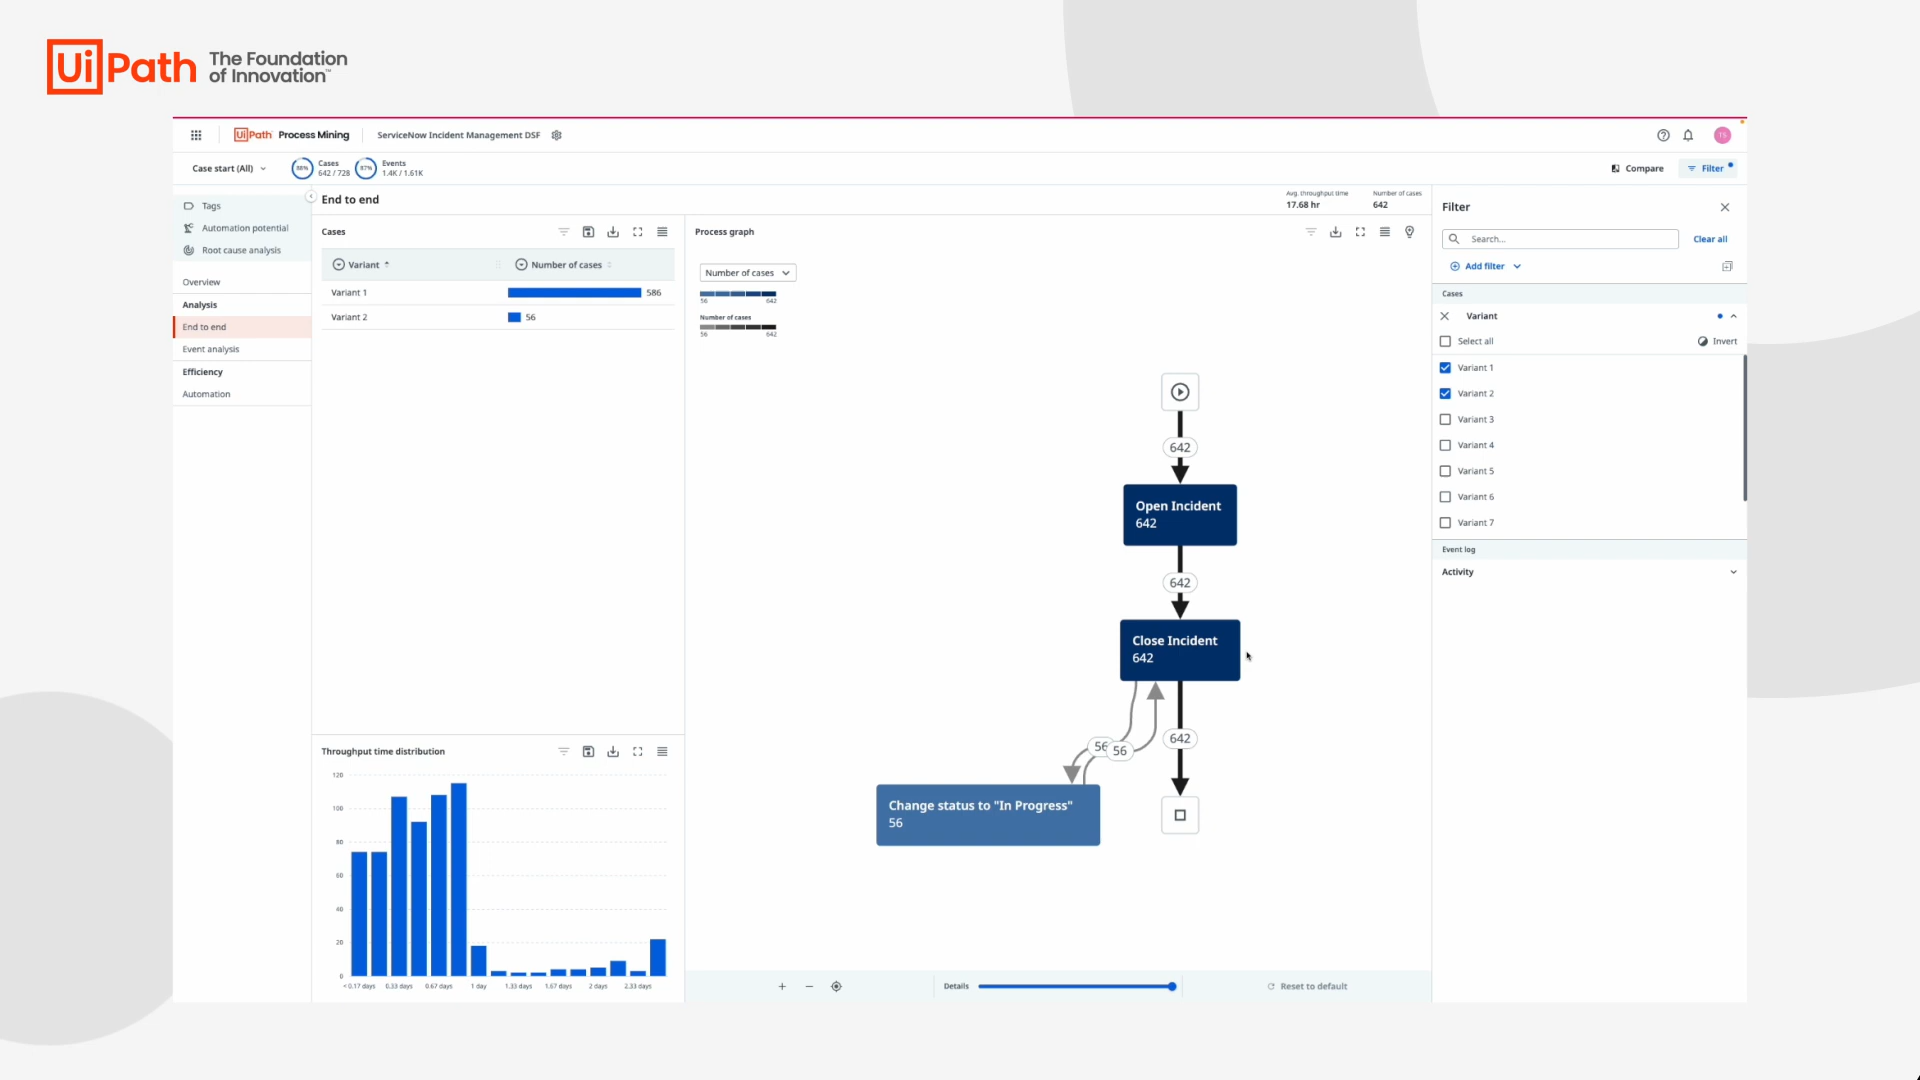 UiPath The Foundation
of Innovation™
UiPath Process Mining
ServiceNow Incident Management DSF
TS
Case start (All)
88%
Cases
642 / 728
87%
Events
1.4K / 1.61K
Compare
Filter
Tags
Automation potential
Root cause analysis
Overview
Analysis
End to end
Event analysis
Efficiency
Automation
End to end
Avg. throughput time
17.68 hr
Number of cases
642
Cases
Variant
Number of cases
Variant 1
586
Variant 2
56
Throughput time distribution
120
100
80
60
40
20
0
< 0.17 days
0.33 days
0.67 days
1 day
1.33 days
1.67 days
2 days
2.33 days
Process graph
Number of cases
56
642
Number of cases
56
642
642
Open Incident
642
642
Close Incident
642
56
56
642
Change status to "In Progress"
56
Details
Reset to default
Filter
Search...
Clear all
Add filter
Cases
Variant
Select all
Invert
Variant 1
Variant 2
Variant 3
Variant 4
Variant 5
Variant 6
Variant 7
Event log
Activity